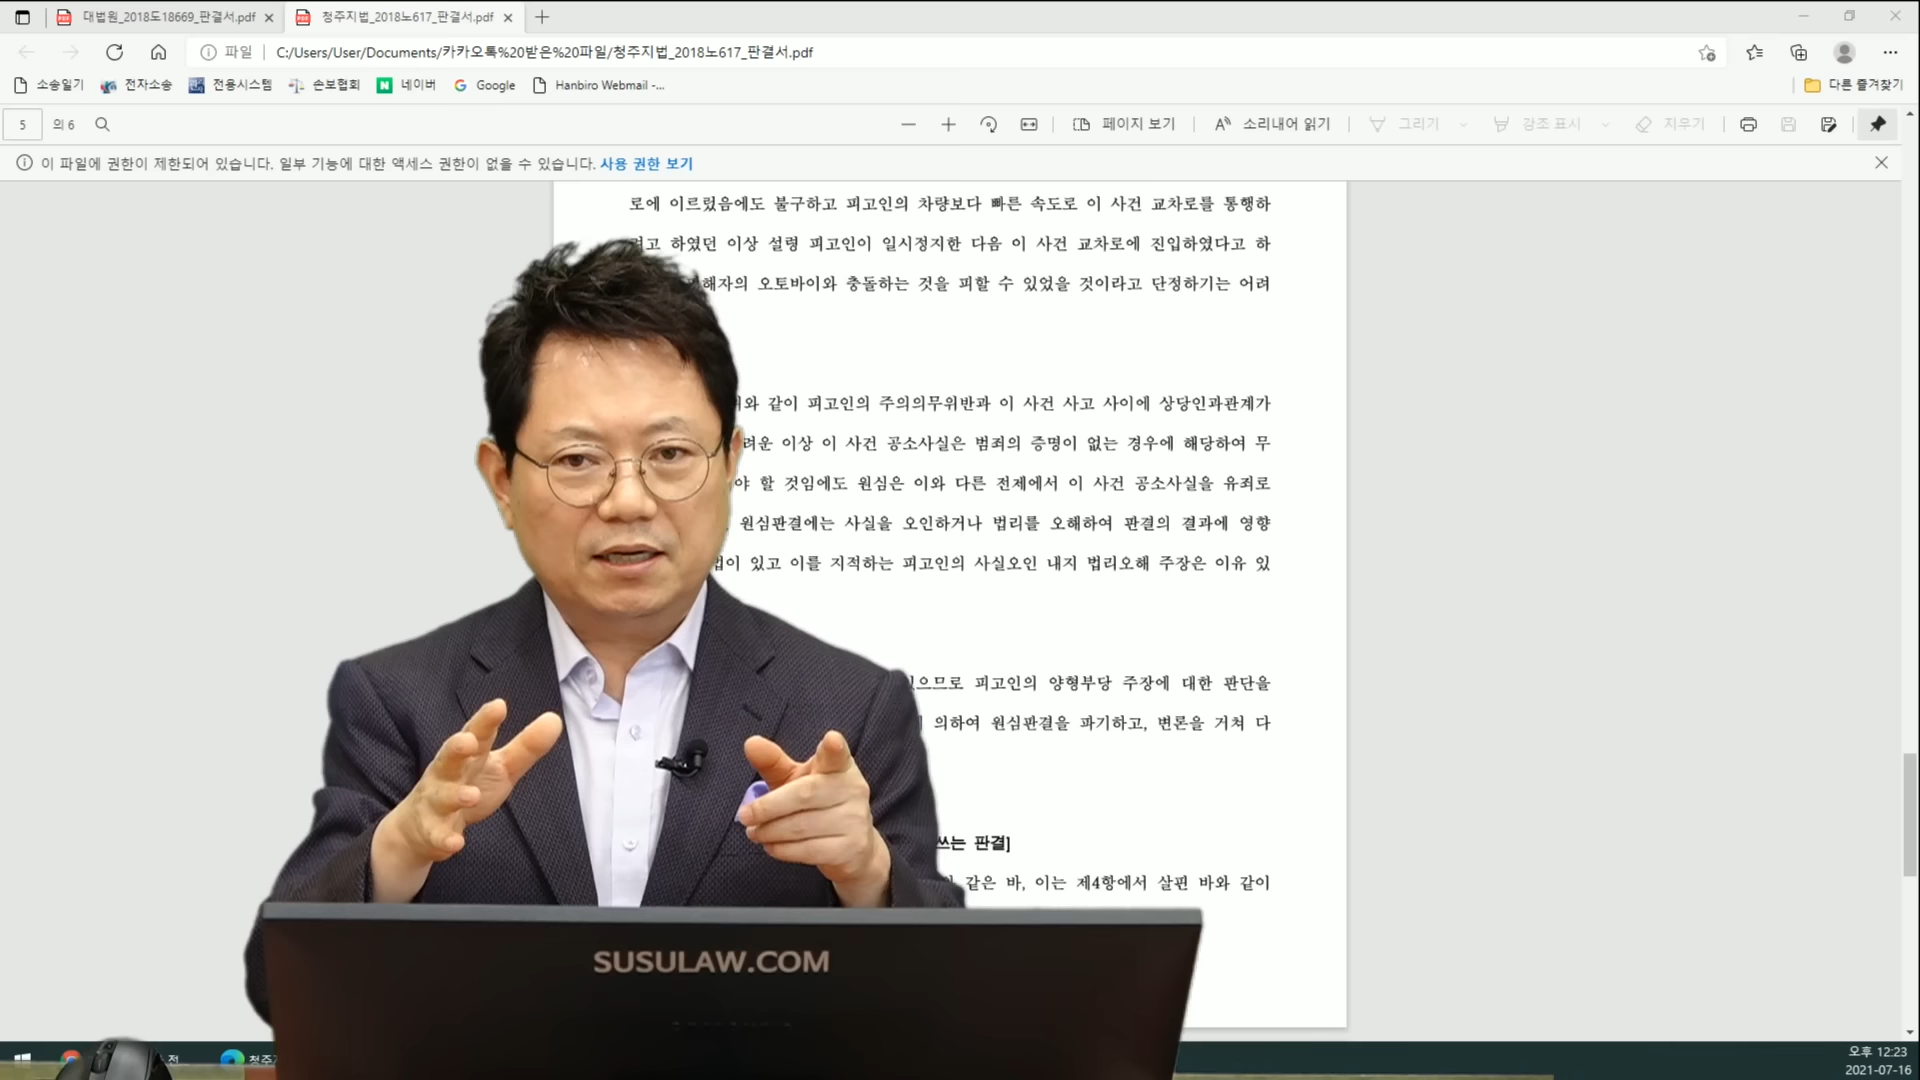 대법원_2018도18669_판결서.pdf
청주지법_2018노617_판결서.pdf
파일
C:/Users/User/Documents/카카오톡%20받은%20파일/청주지법_2018노617_판결서.pdf
소송일기
전자소송
전용시스템
손보협회
네이버
Google
Hanbiro Webmail -...
다른 즐겨찾기
5
의 6
페이지 보기
소리내어 읽기
그리기
강조 표시
지우기
이 파일에 권한이 제한되어 있습니다. 일부 기능에 대한 액세스 권한이 없을 수 있습니다. 사용 권한 보기
로에 이르렀음에도 불구하고 피고인의 차량보다 빠른 속도로 이 사건 교차로를 통행하
려고 하였던 이상 설령 피고인이 일시정지한 다음 이 사건 교차로에 진입하였다고 하
해자의 오토바이와 충돌하는 것을 피할 수 있었을 것이라고 단정하기는 어려
와 같이 피고인의 주의의무위반과 이 사건 사고 사이에 상당인과관계가
려운 이상 이 사건 공소사실은 범죄의 증명이 없는 경우에 해당하여 무
야 할 것임에도 원심은 이와 다른 전제에서 이 사건 공소사실을 유죄로
원심판결에는 사실을 오인하거나 법리를 오해하여 판결의 결과에 영향
법이 있고 이를 지적하는 피고인의 사실오인 내지 법리오해 주장은 이유 있
있으므로 피고인의 양형부당 주장에 대한 판단을
의하여 원심판결을 파기하고, 변론을 거쳐 다
쓰는 판결]
같은 바, 이는 제4항에서 살핀 바와 같이
SUSULAW.COM
전
청주
오후 12:23
2021-07-16